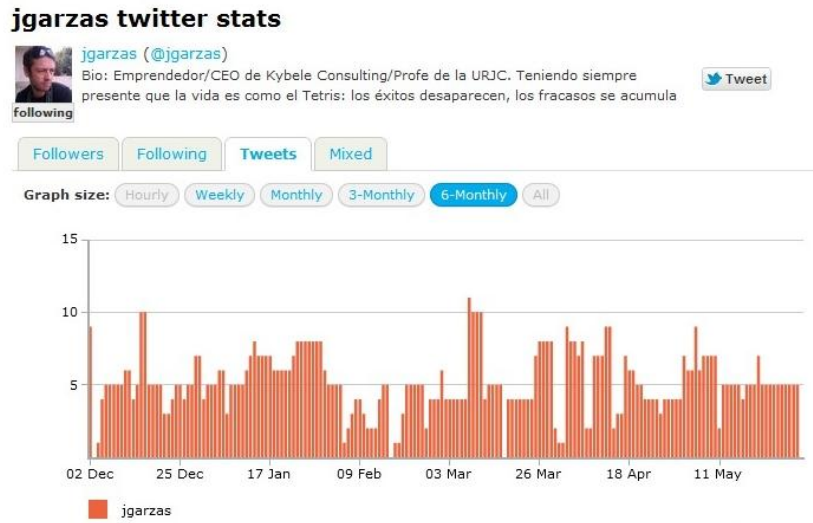 jgarzas twitter stats
jgarzas (@jgarzas)
Bio: Emprendedor/CEO de Kybele Consulting/Profe de la URJC. Teniendo siempre
presente que la vida es como el Tetris: los éxitos desaparecen, los fracasos se acumula
Tweet
following
Followers Following Tweets Mixed
Graph size: Hourly Weekly Monthly 3-Monthly 6-Monthly All
15
10
5
02 Dec 25 Dec 17 Jan 09 Feb 03 Mar 26 Mar 18 Apr 11 May
jgarzas